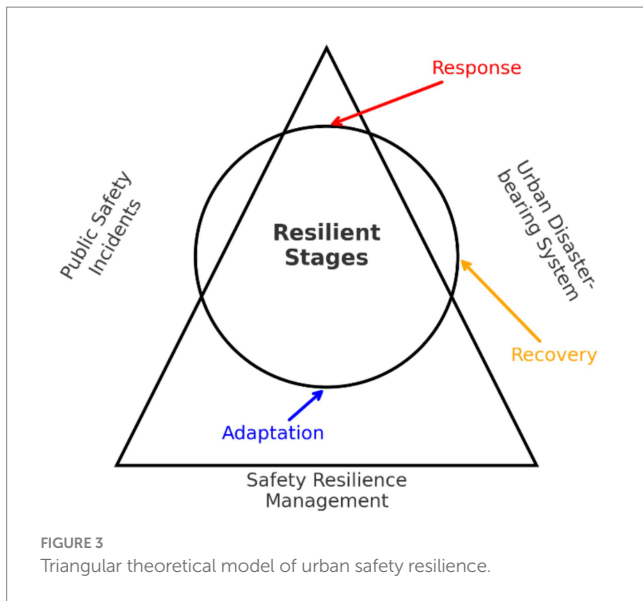 Response
Public Safety
Incidents
Urban Disaster-
bearing System
Resilient
Stages
Recovery
Adaptation
Safety Resilience
Management
FIGURE 3
Triangular theoretical model of urban safety resilience.